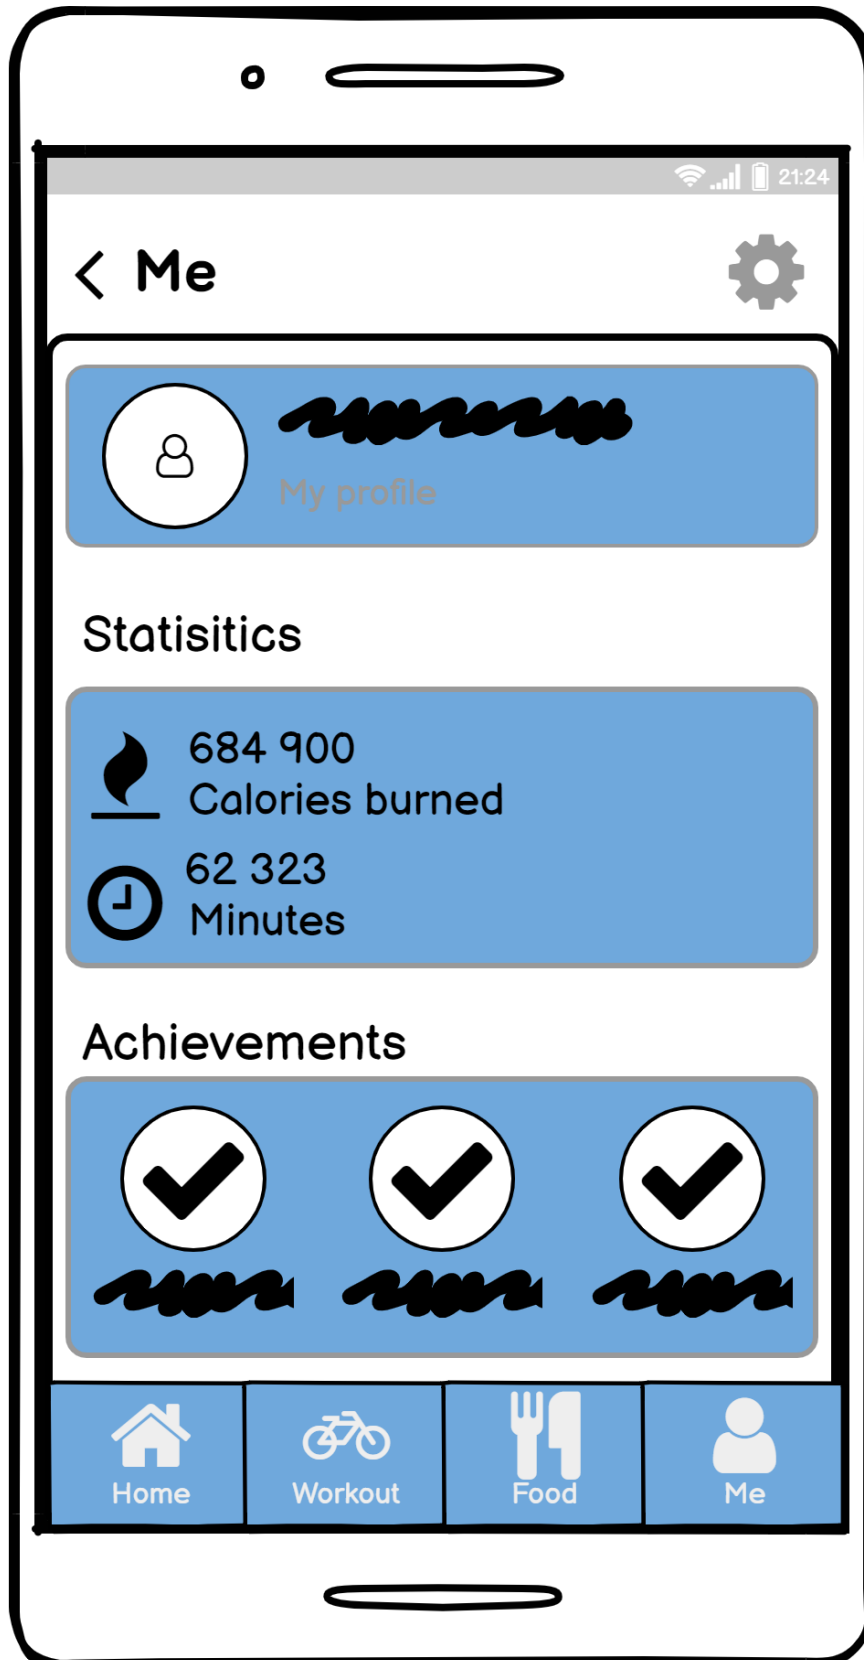 21:24
Me
My profile
Statisitics
684 900
Calories burned
62 323
Minutes
Achievements
Home
Workout
Food
Me